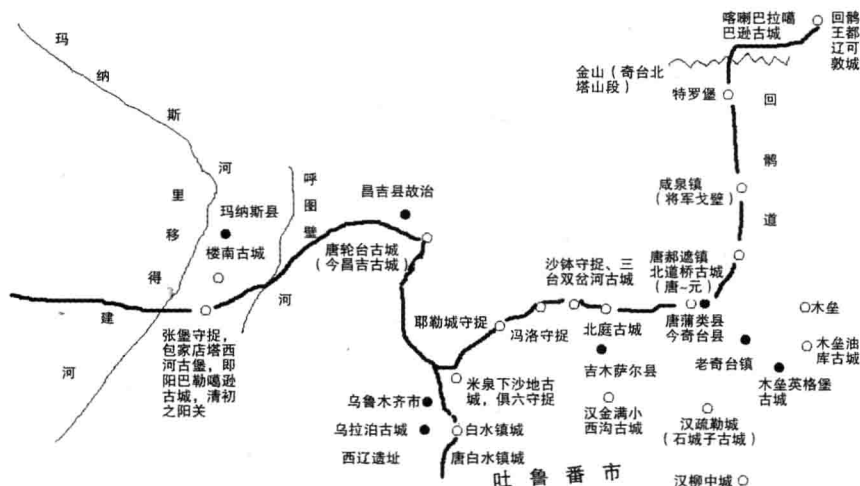 喀喇巴拉噶
巴逊古城
回鹘
王都
辽可
敦城
金山（奇台北
塔山段）
特罗堡
回鹘道
咸泉镇
（将军戈壁）
玛纳斯河
里移得建河
呼图壁河
昌吉县故治
玛纳斯县
楼南古城
唐轮台古城
（今昌吉古城）
沙钵守捉、三
台双岔河古城
唐郝遮镇
北道桥古城
（唐~元）
张堡守捉，
包家店塔西
河古堡，即
阳巴勒噶逊
古城，清初
之阳关
耶勒城守捉
冯洛守捉
北庭古城
唐蒲类县
今奇台县
木垒
吉木萨尔县
老奇台镇
木垒油
库古城
米泉下沙地古
城，俱六守捉
木垒英格堡
古城
乌鲁木齐市
汉金满小
西沟古城
汉疏勒城
（石城子古城）
乌拉泊古城
白水镇城
西辽遗址
唐白水镇城
吐鲁番市
汉柳中城